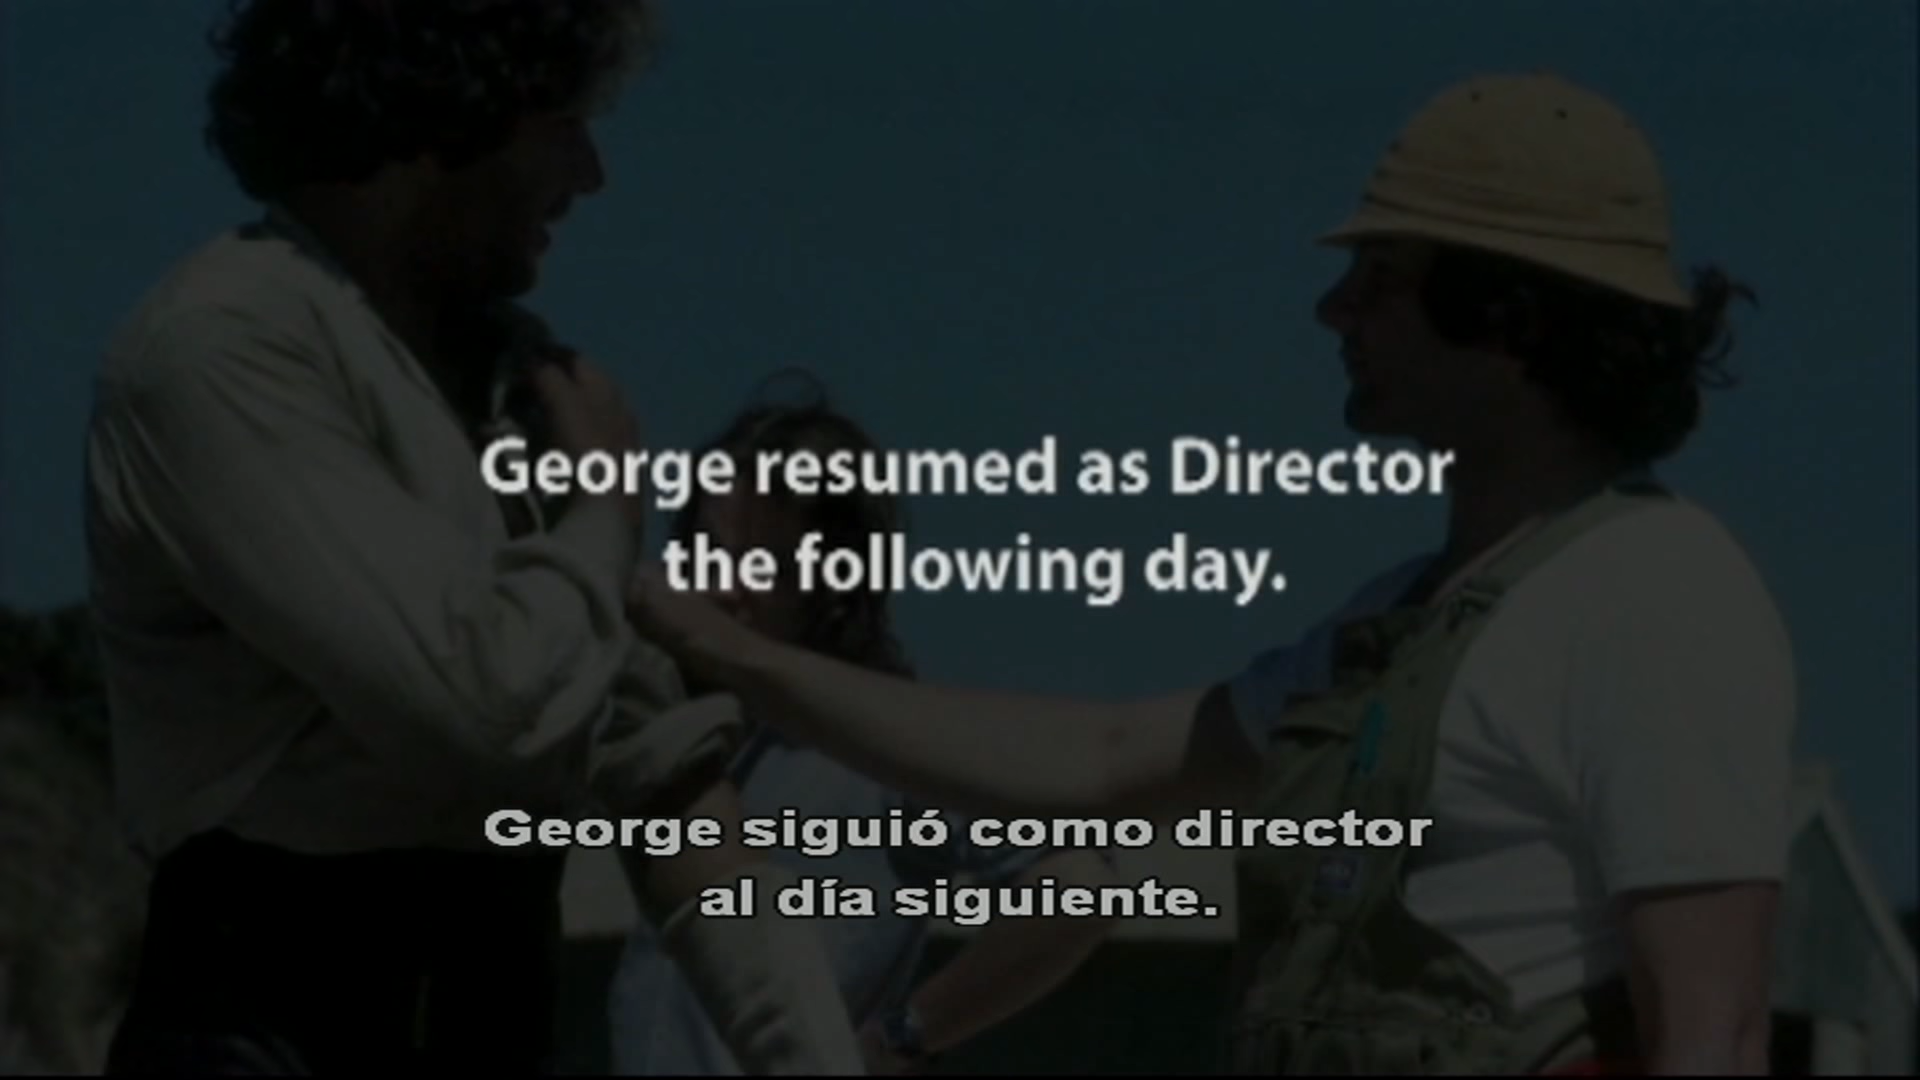 George resumed as Director
the following day.
George siguió como director
al día siguiente.